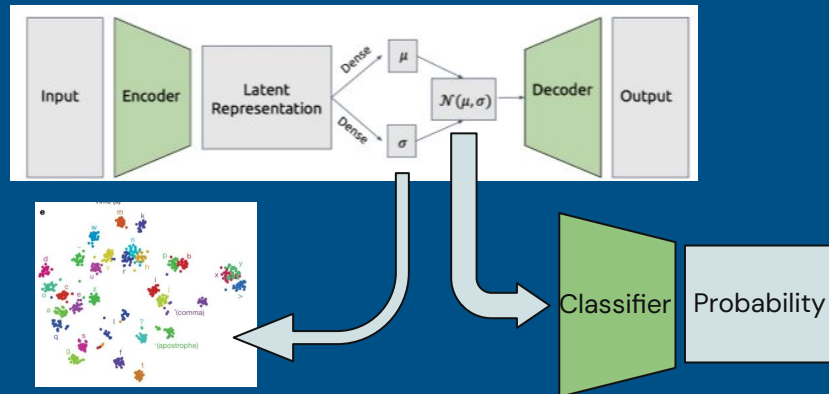 Input
Encoder
Latent
Representation
Dense
Dense
μ
σ
𝒩(μ, σ)
Decoder
Output
e
m
k
w
n
r
h
p
b
y
x
>
d
u
v
c
e
z
a
o
i
j
'(comma)
l
q
s
?
'(apostrophe)
g
f
t
Classifier
Probability